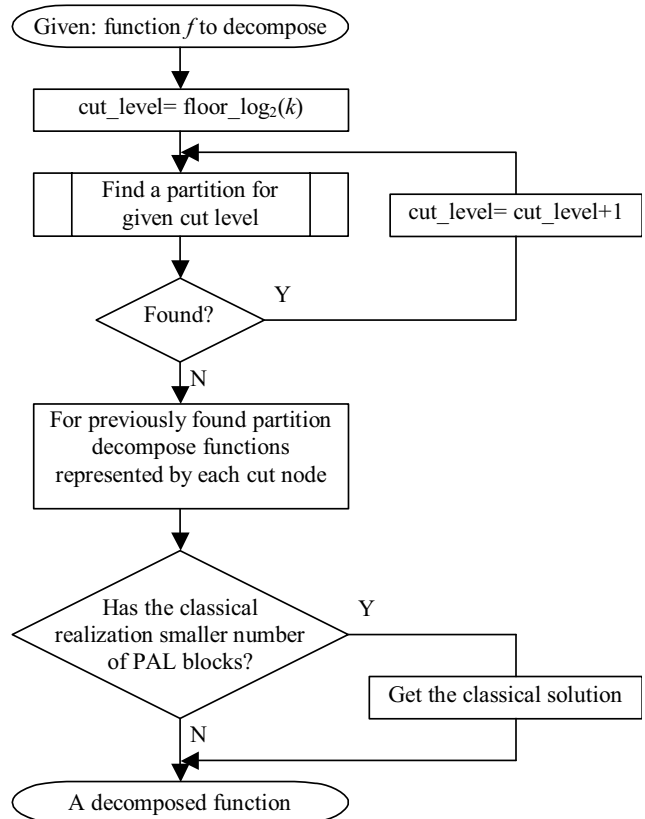 Given: function f to decompose
cut_level= floor_log₂(k)
Find a partition for
given cut level
cut_level= cut_level+1
Y
Found?
N
For previously found partition
decompose functions
represented by each cut node
Has the classical
realization smaller number
of PAL blocks?
Y
Get the classical solution
N
A decomposed function